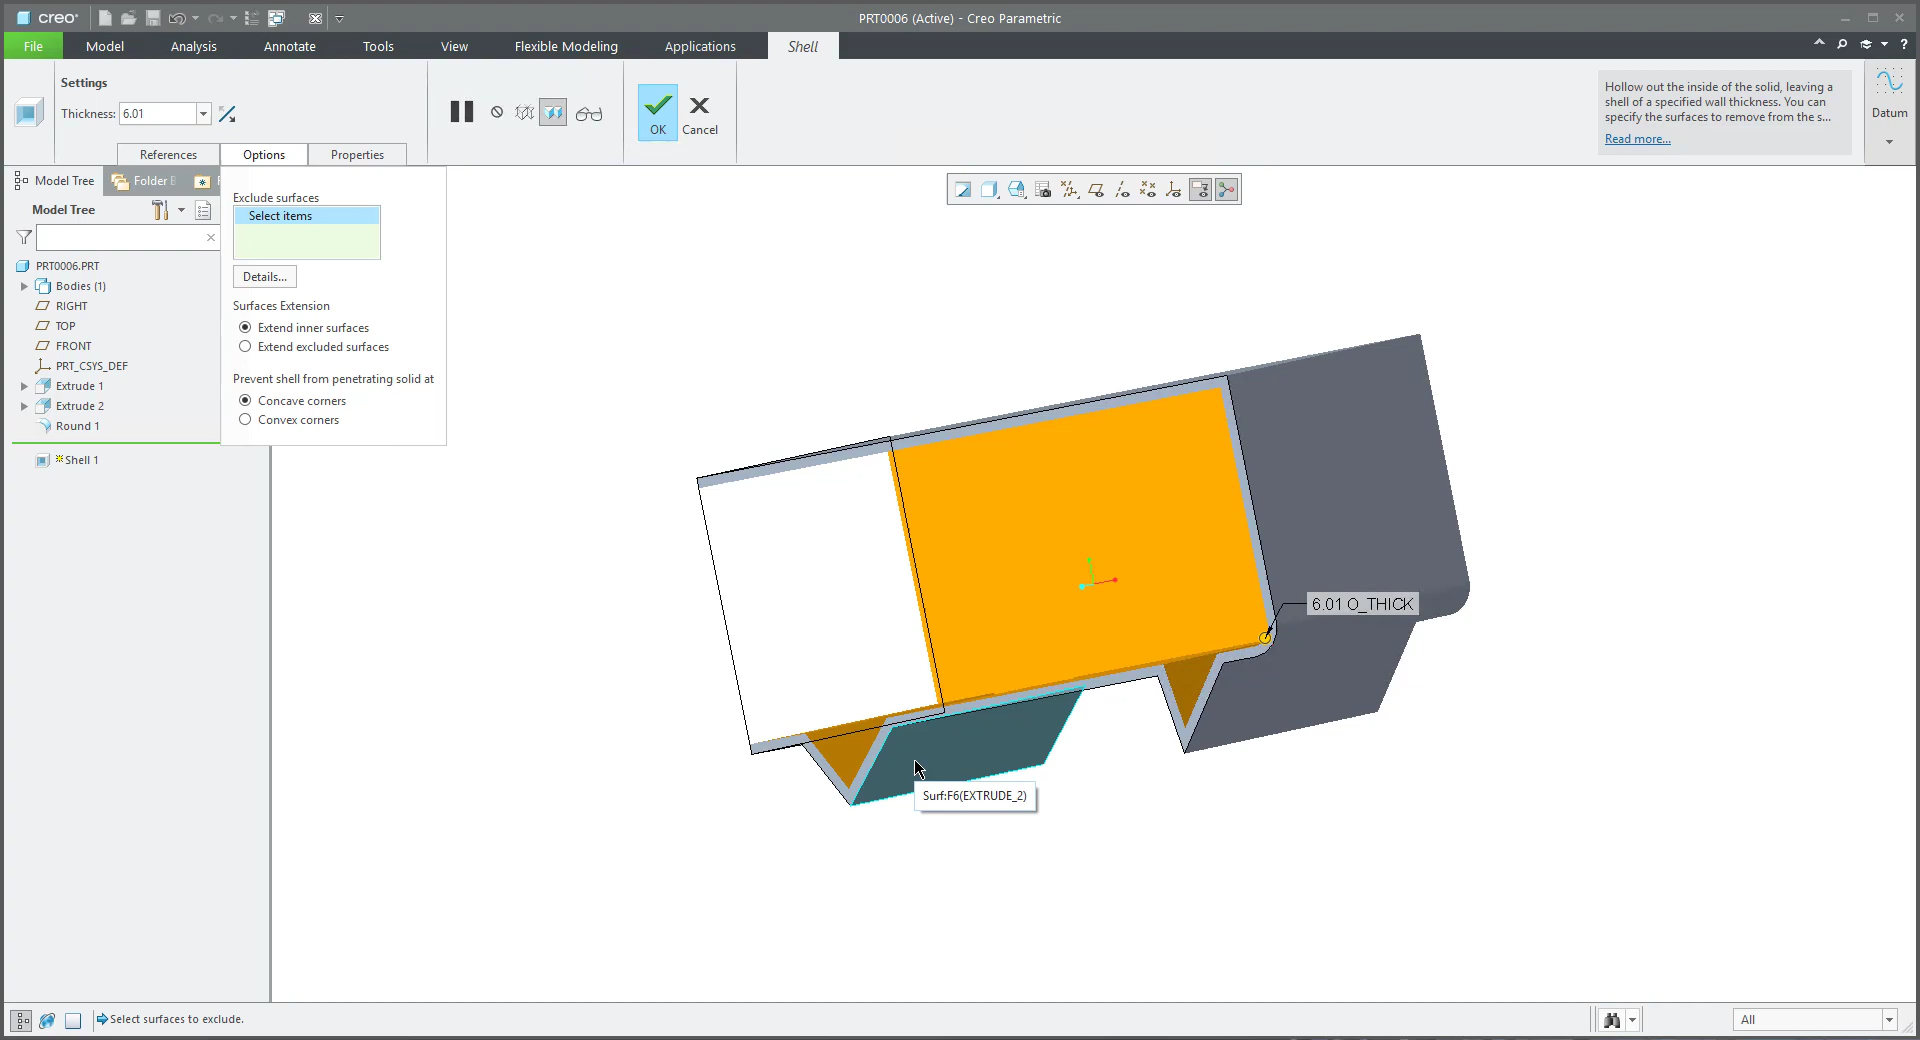 creo®
PRT0006 (Active) - Creo Parametric
File
Model
Analysis
Annotate
Tools
View
Flexible Modeling
Applications
Shell
?
Settings
Thickness: 6.01
OK
Cancel
Hollow out the inside of the solid, leaving a
shell of a specified wall thickness. You can
specify the surfaces to remove from the s...
Read more...
Datum
References
Options
Properties
Model Tree
Folder B
Model Tree
PRT0006.PRT
Bodies (1)
RIGHT
TOP
FRONT
PRT_CSYS_DEF
Extrude 1
Extrude 2
Round 1
Shell 1
Exclude surfaces
Select items
Details...
Surfaces Extension
Extend inner surfaces
Extend excluded surfaces
Prevent shell from penetrating solid at
Concave corners
Convex corners
6.01 O_THICK
Surf:F6(EXTRUDE_2)
Select surfaces to exclude.
All